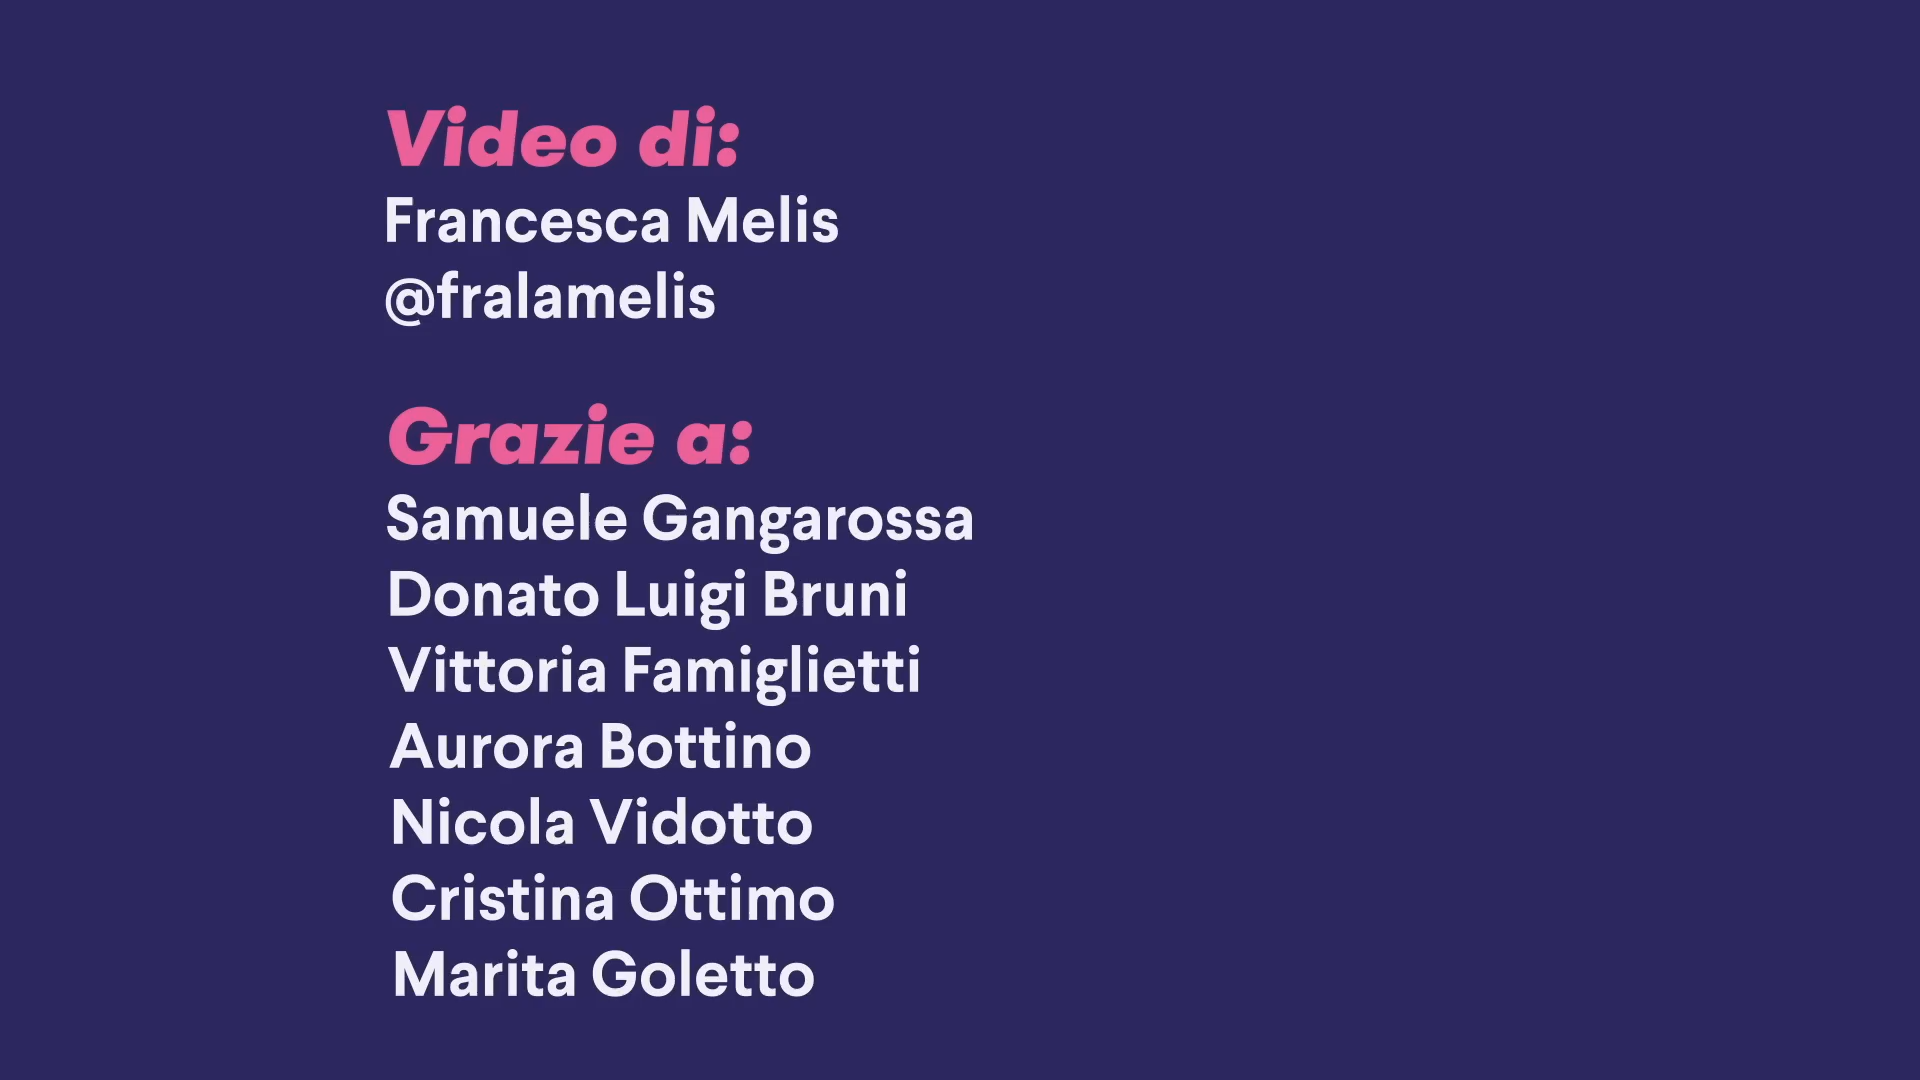 Video di:
Francesca Melis
@fralamelis
Grazie a:
Samuele Gangarossa
Donato Luigi Bruni
Vittoria Famiglietti
Aurora Bottino
Nicola Vidotto
Cristina Ottimo
Marita Goletto